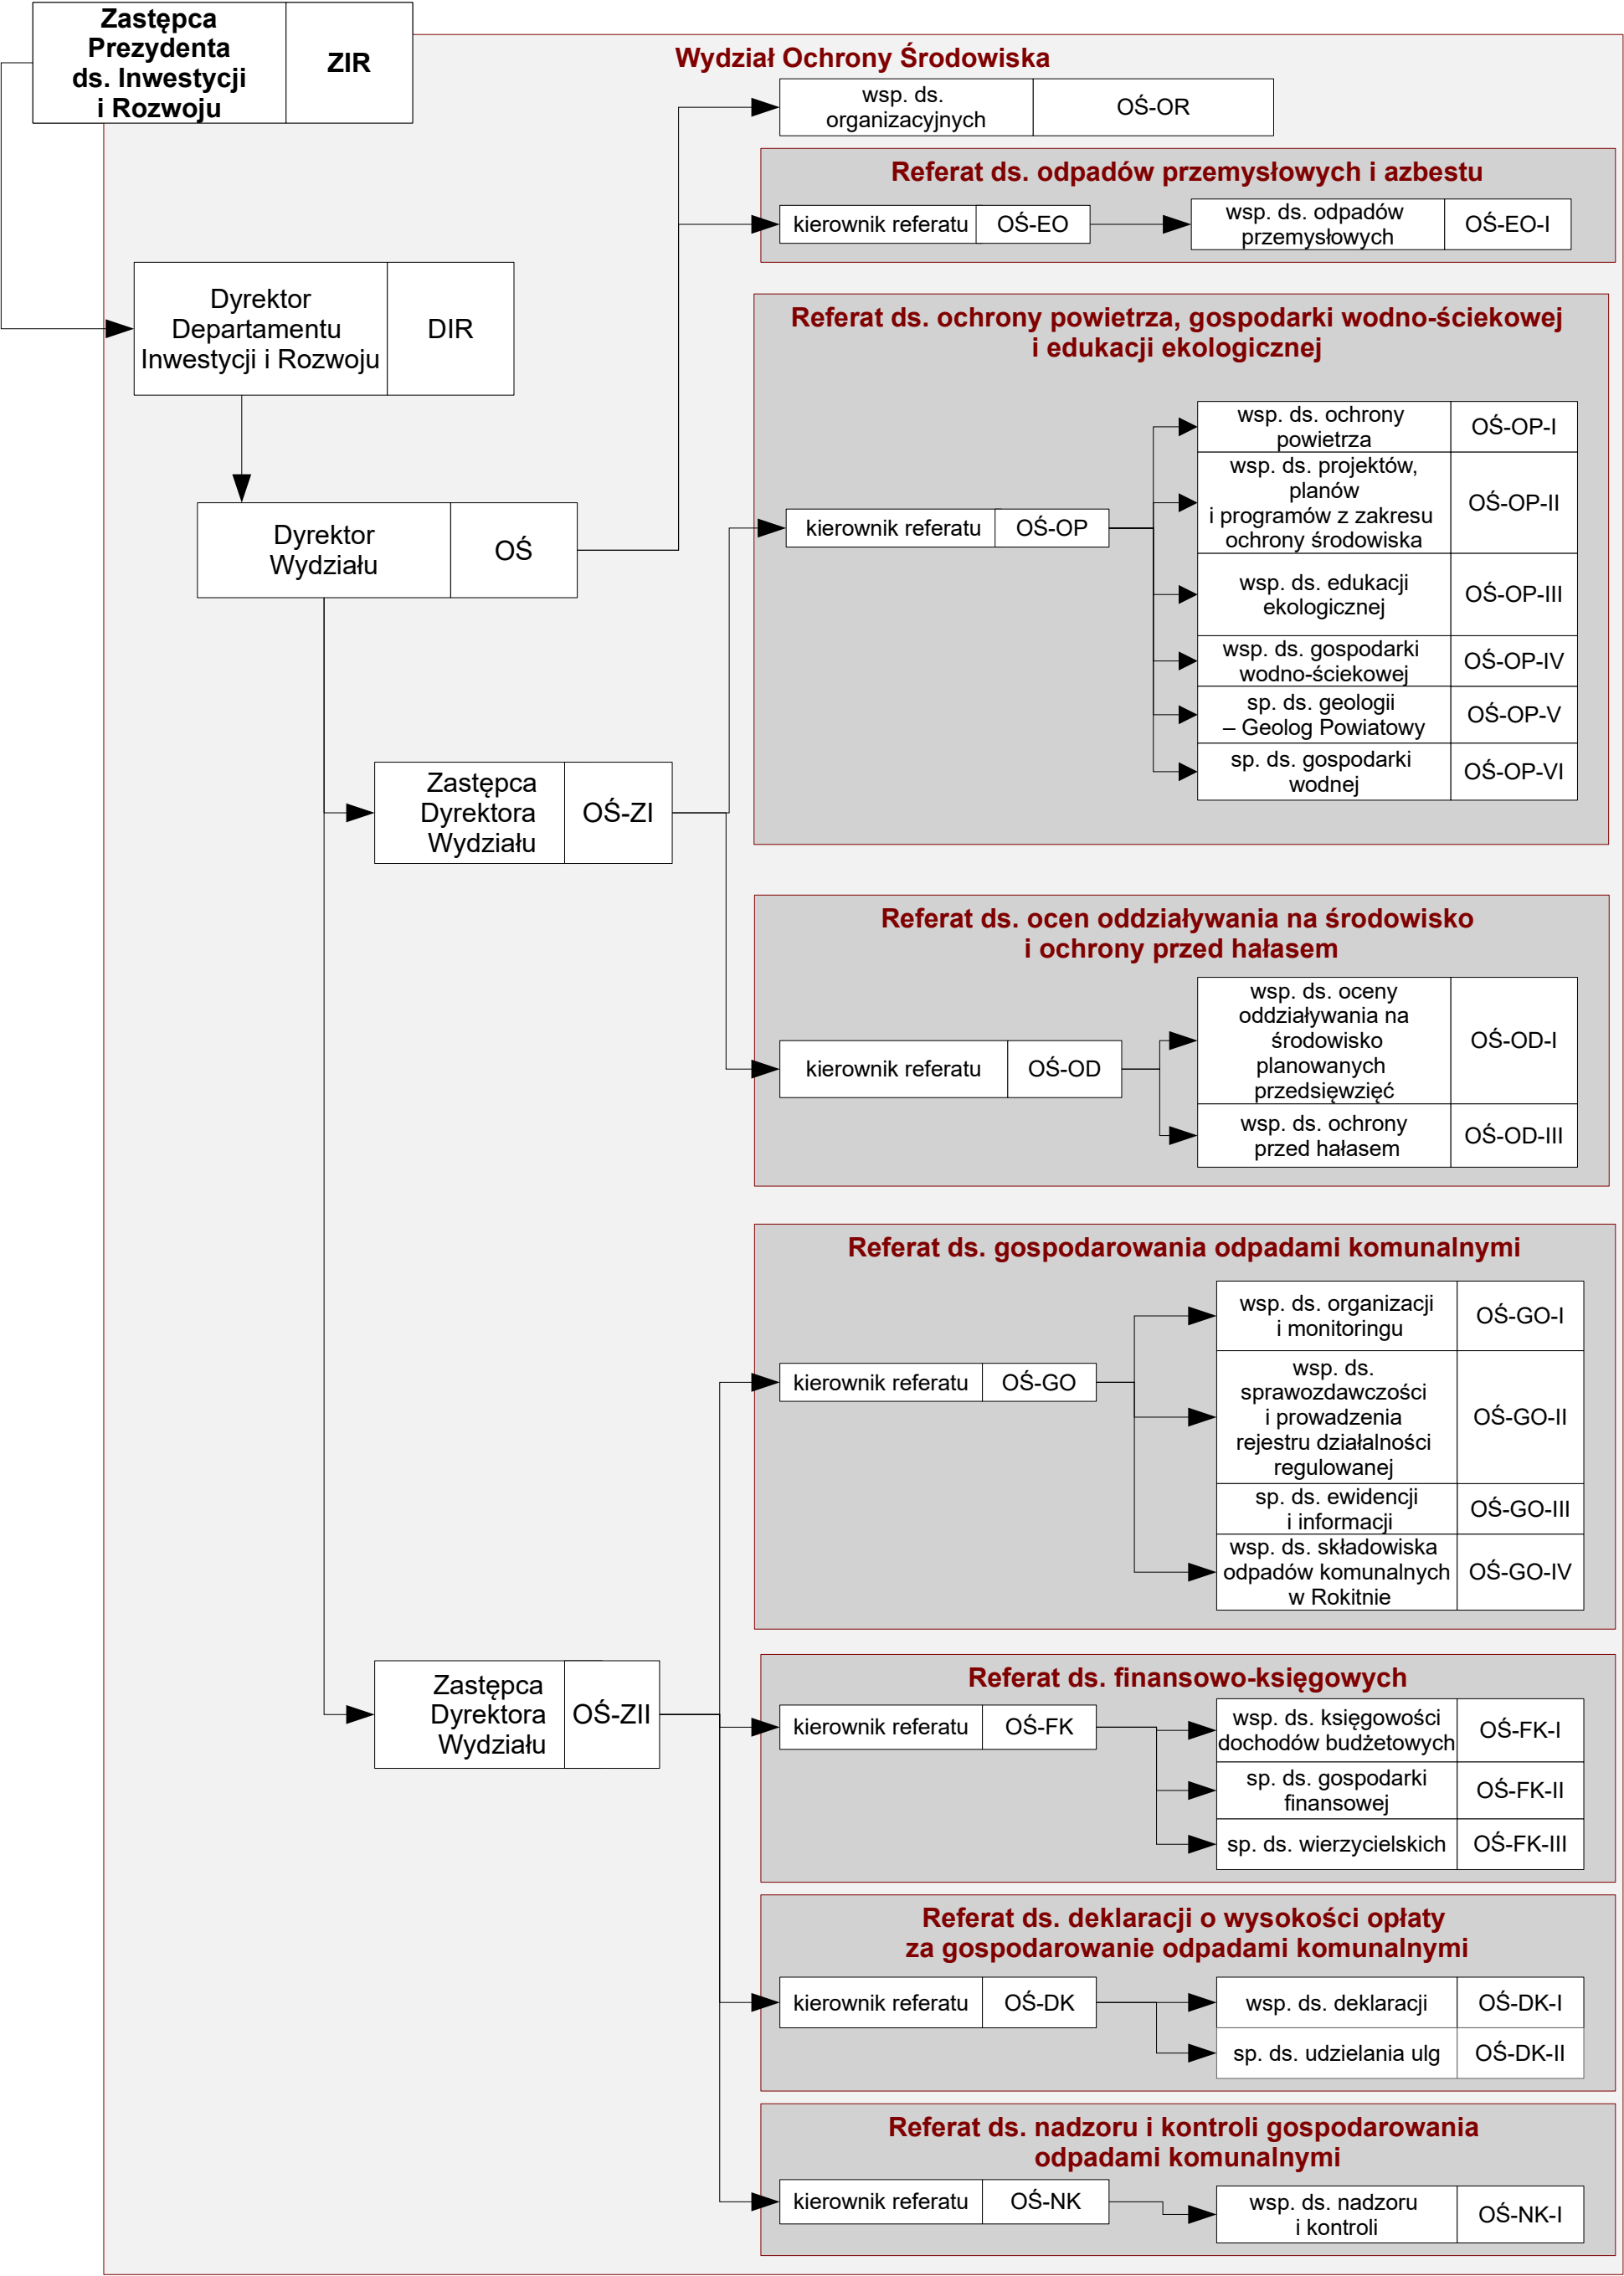 Zastępca
Prezydenta
ds. Inwestycji
i Rozwoju
ZIR
Wydział Ochrony Środowiska
wsp. ds.
organizacyjnych
OŚ-OR
Referat ds. odpadów przemysłowych i azbestu
kierownik referatu
OŚ-EO
wsp. ds. odpadów
przemysłowych
OŚ-EO-I
Dyrektor
Departamentu
Inwestycji i Rozwoju
DIR
Referat ds. ochrony powietrza, gospodarki wodno-ściekowej
i edukacji ekologicznej
Dyrektor
Wydziału
OŚ
kierownik referatu
OŚ-OP
wsp. ds. ochrony
powietrza
OŚ-OP-I
wsp. ds. projektów,
planów
i programów z zakresu
ochrony środowiska
OŚ-OP-II
wsp. ds. edukacji
ekologicznej
OŚ-OP-III
wsp. ds. gospodarki
wodno-ściekowej
OŚ-OP-IV
sp. ds. geologii
– Geolog Powiatowy
OŚ-OP-V
sp. ds. gospodarki
wodnej
OŚ-OP-VI
Zastępca
Dyrektora
Wydziału
OŚ-ZI
Referat ds. ocen oddziaływania na środowisko
i ochrony przed hałasem
kierownik referatu
OŚ-OD
wsp. ds. oceny
oddziaływania na
środowisko
planowanych
przedsięwzięć
OŚ-OD-I
wsp. ds. ochrony
przed hałasem
OŚ-OD-III
Referat ds. gospodarowania odpadami komunalnymi
kierownik referatu
OŚ-GO
wsp. ds. organizacji
i monitoringu
OŚ-GO-I
wsp. ds.
sprawozdawczości
i prowadzenia
rejestru działalności
regulowanej
OŚ-GO-II
sp. ds. ewidencji
i informacji
OŚ-GO-III
wsp. ds. składowiska
odpadów komunalnych
w Rokitnie
OŚ-GO-IV
Zastępca
Dyrektora
Wydziału
OŚ-ZII
Referat ds. finansowo-księgowych
kierownik referatu
OŚ-FK
wsp. ds. księgowości
dochodów budżetowych
OŚ-FK-I
sp. ds. gospodarki
finansowej
OŚ-FK-II
sp. ds. wierzycielskich
OŚ-FK-III
Referat ds. deklaracji o wysokości opłaty
za gospodarowanie odpadami komunalnymi
kierownik referatu
OŚ-DK
wsp. ds. deklaracji
OŚ-DK-I
sp. ds. udzielania ulg
OŚ-DK-II
Referat ds. nadzoru i kontroli gospodarowania
odpadami komunalnymi
kierownik referatu
OŚ-NK
wsp. ds. nadzoru
i kontroli
OŚ-NK-I